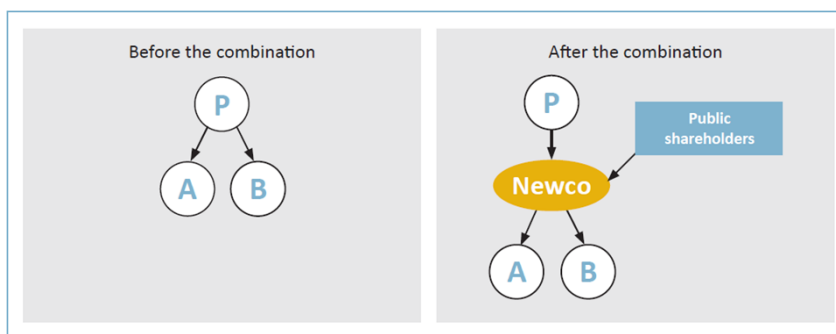 Before the combination
P
A
B
After the combination
P
Public
shareholders
Newco
A
B